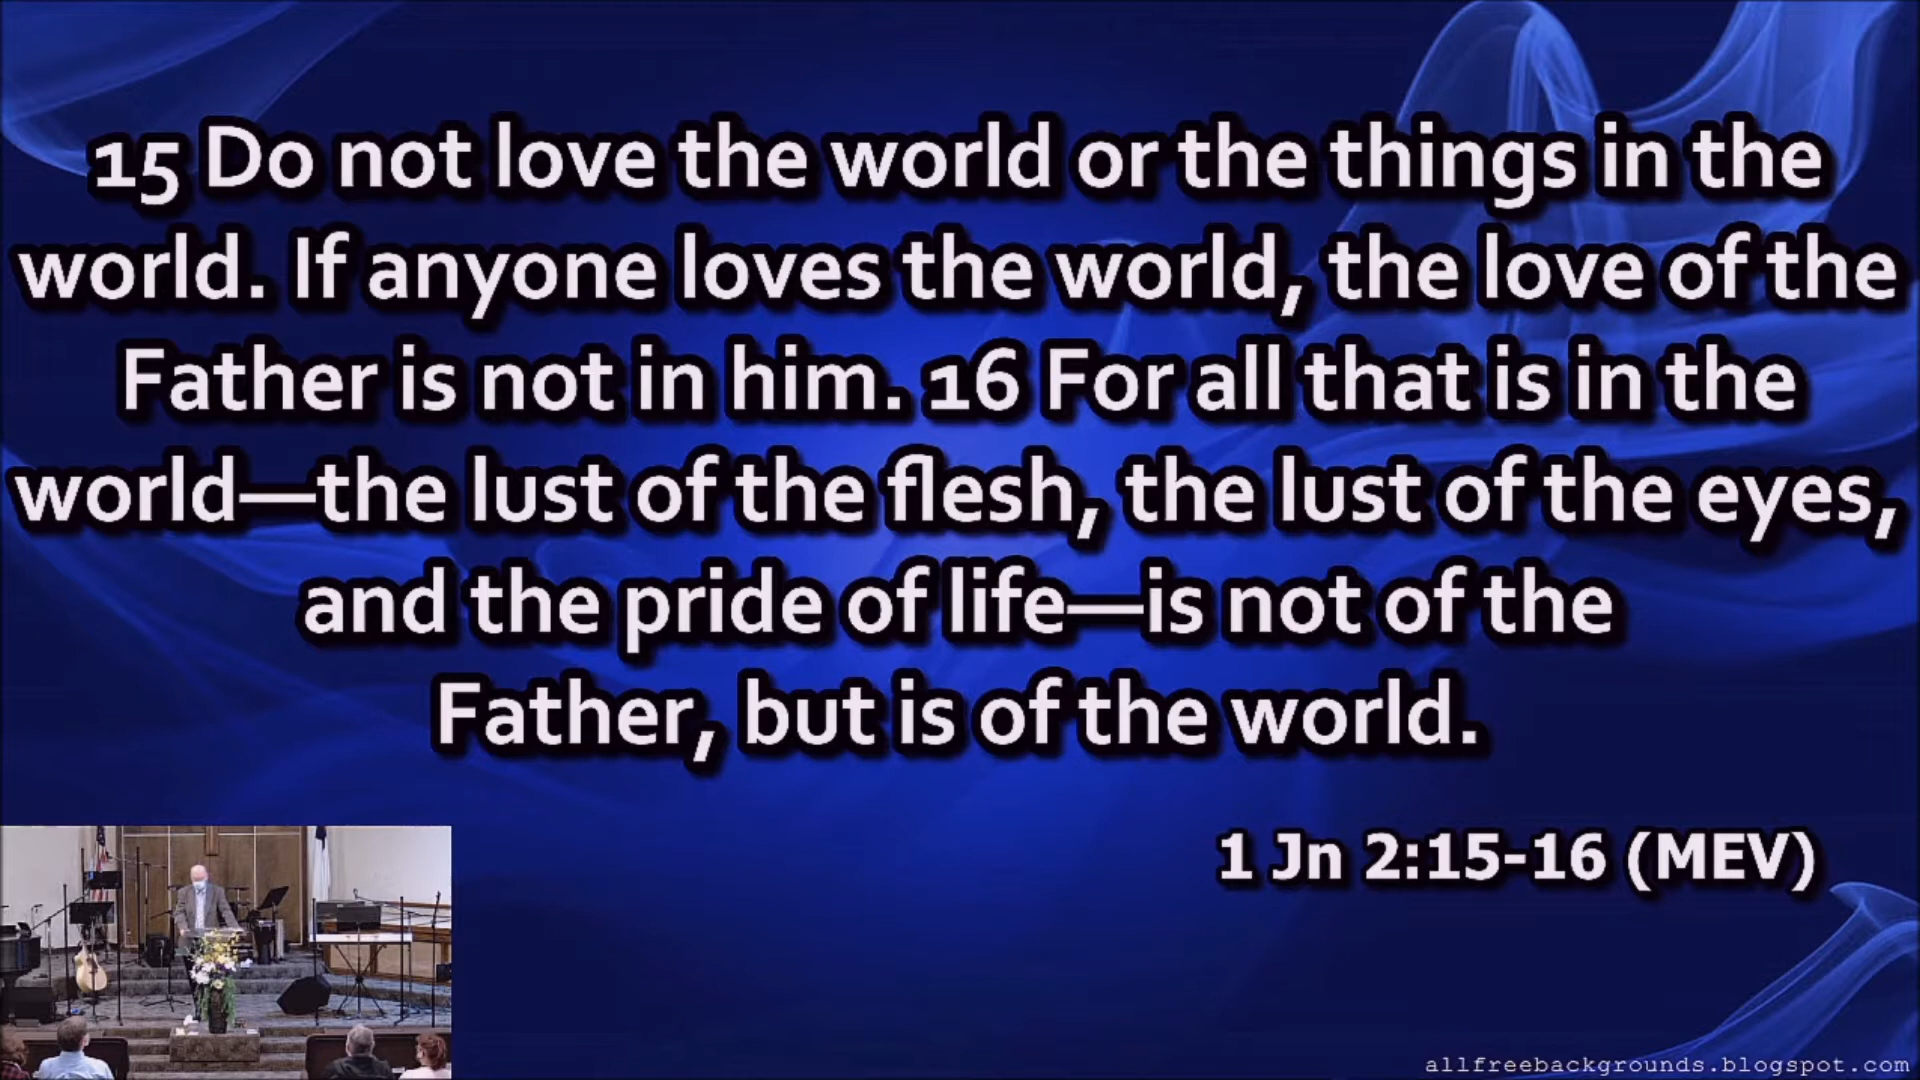 15 Do not love the world or the things in the
world. If anyone loves the world, the love of the
Father is not in him. 16 For all that is in the
world—the lust of the flesh, the lust of the eyes,
and the pride of life—is not of the
Father, but is of the world.
1 Jn 2:15-16 (MEV)
allfreebackgrounds.blogspot.com